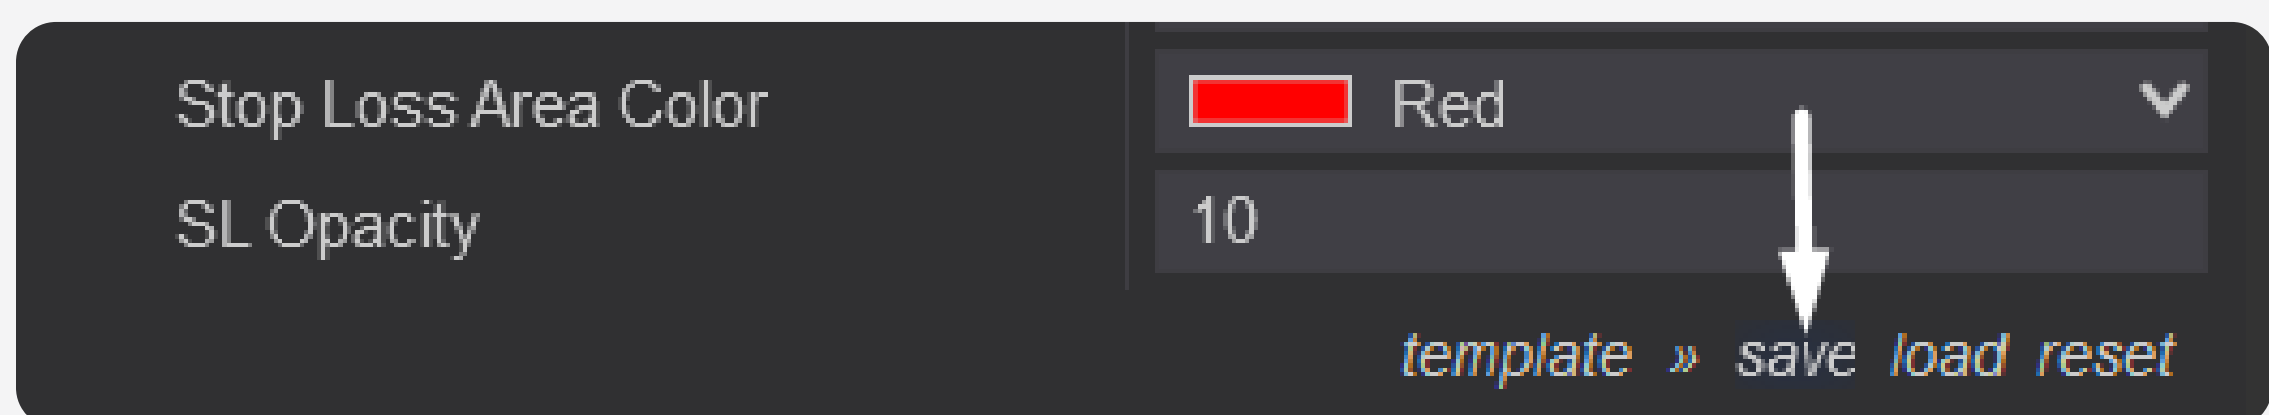 Stop Loss Area Color Red
SL Opacity 10
template » save load reset